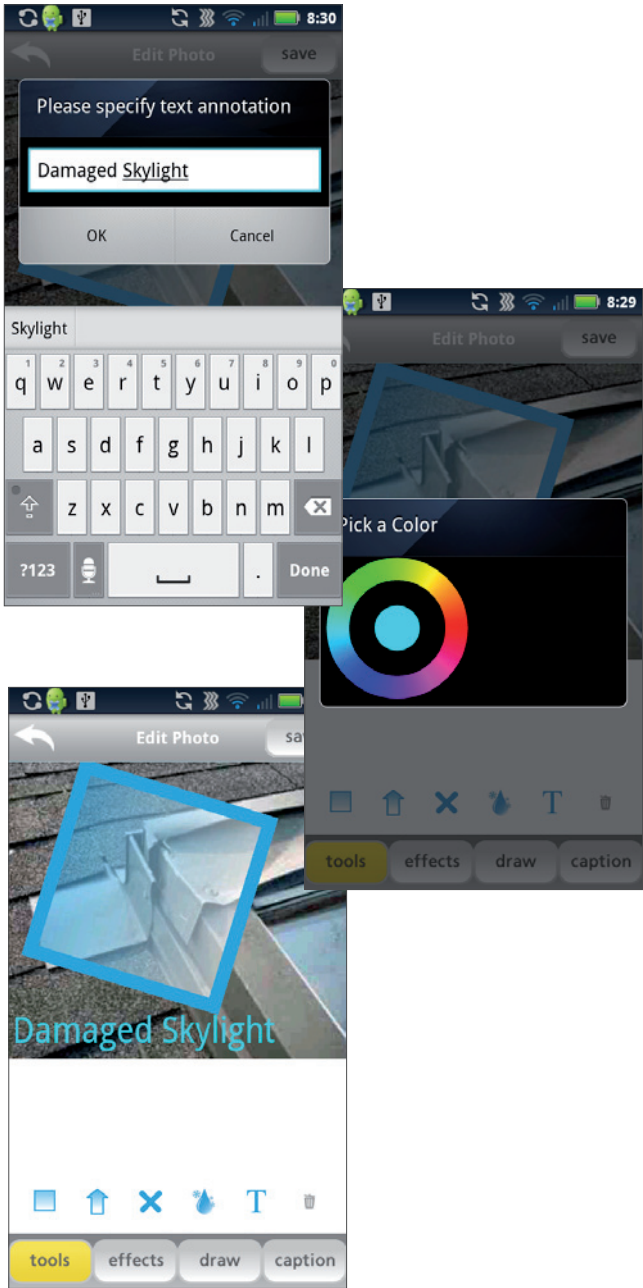 8:30
Edit Photo save
Please specify text annotation
Damaged Skylight
OK Cancel
Skylight
1 2 3 4 5 6 7 8 9 0
q w e r t y u i o p
a s d f g h j k l
z x c v b n m
?123 . Done
8:29
Edit Photo save
Pick a Color
T
tools effects draw caption
Edit Photo sa
Damaged Skylight
T
tools effects draw caption